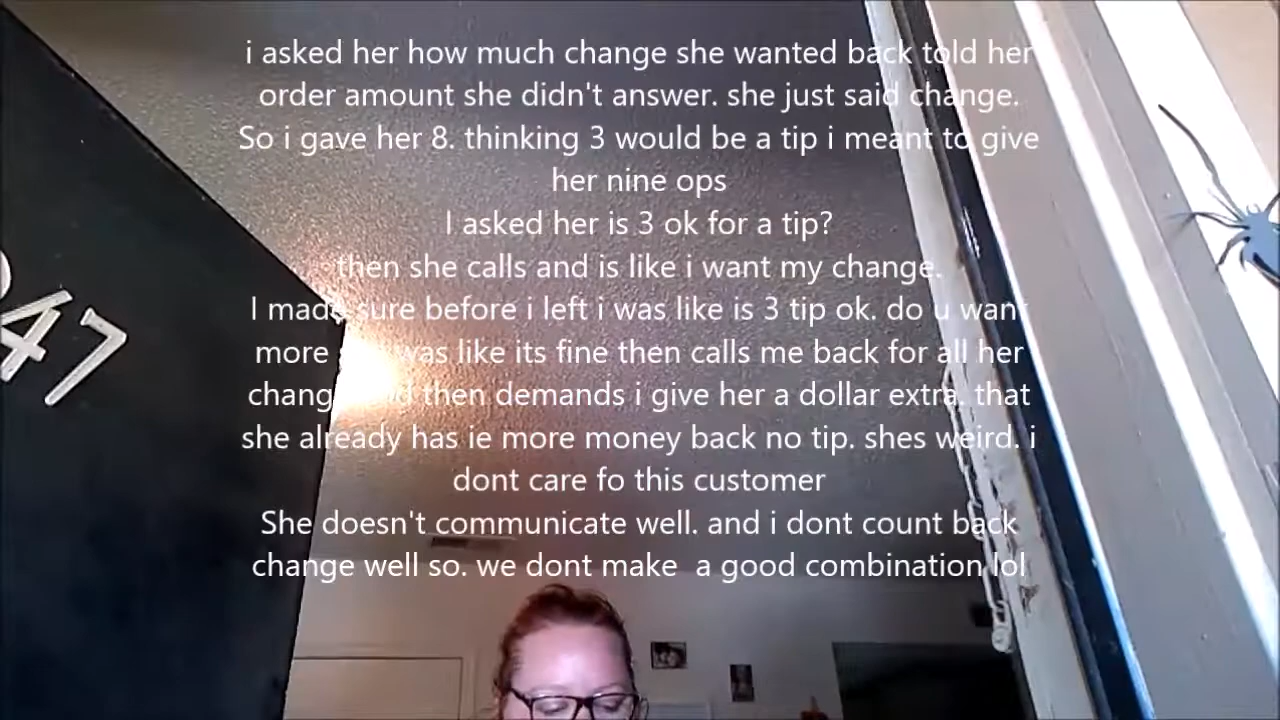 247
i asked her how much change she wanted back told her
order amount she didn't answer. she just said change.
So i gave her 8. thinking 3 would be a tip i meant to give
her nine ops
I asked her is 3 ok for a tip?
then she calls and is like i want my change.
I made sure before i left i was like is 3 tip ok. do u want
more she was like its fine then calls me back for all her
change and then demands i give her a dollar extra. that
she already has ie more money back no tip. shes weird. i
dont care fo this customer
She doesn't communicate well. and i dont count back
change well so. we dont make a good combination lol